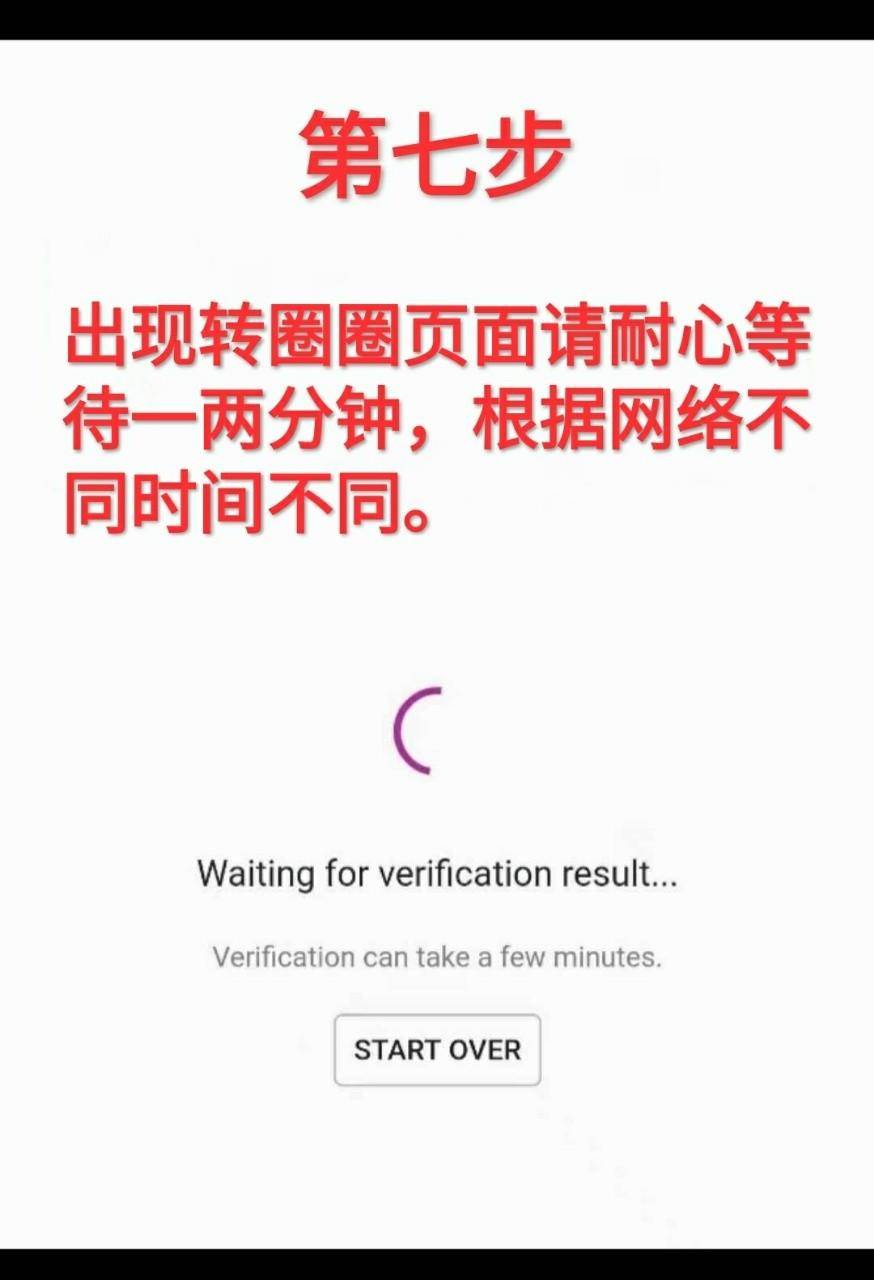 第七步
出现转圈圈页面请耐心等
待一两分钟，根据网络不
同时间不同。
Waiting for verification result...
Verification can take a few minutes.
START OVER